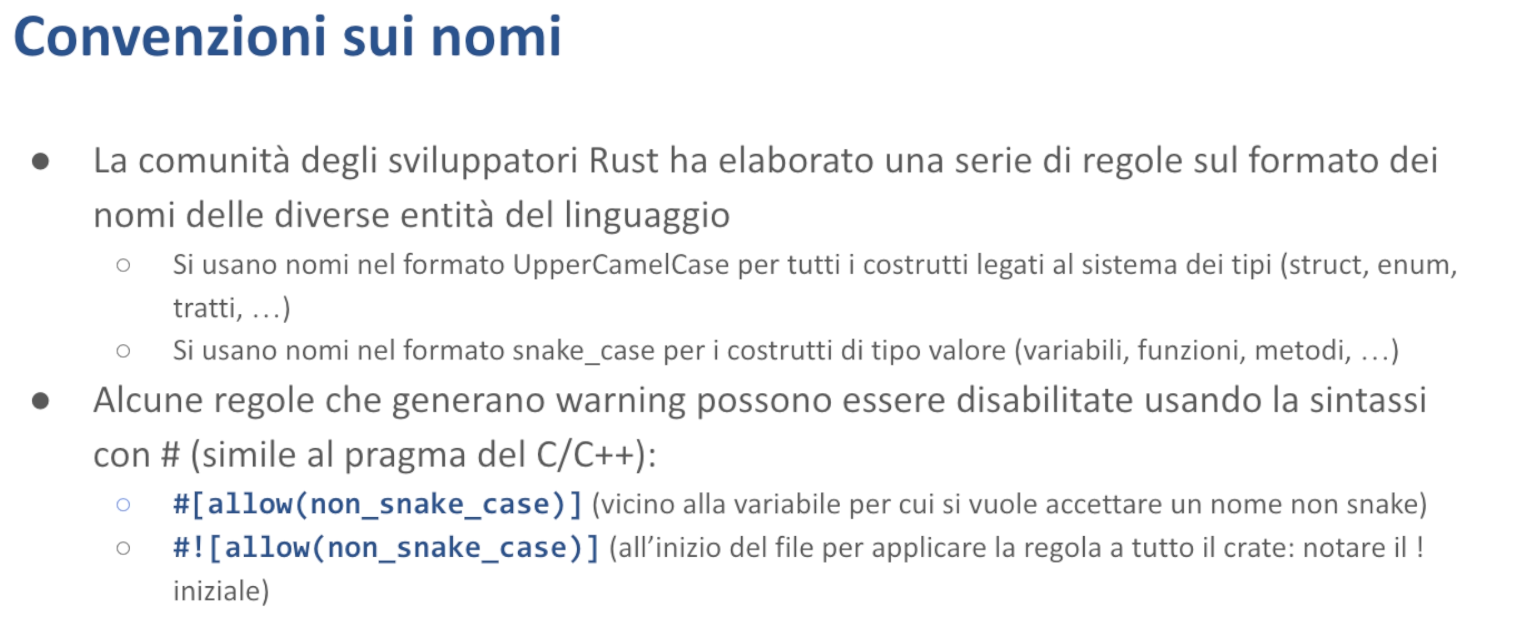 Convenzioni sui nomi
● La comunità degli sviluppatori Rust ha elaborato una serie di regole sul formato dei
nomi delle diverse entità del linguaggio
○ Si usano nomi nel formato UpperCamelCase per tutti i costrutti legati al sistema dei tipi (struct, enum,
tratti, …)
○ Si usano nomi nel formato snake_case per i costrutti di tipo valore (variabili, funzioni, metodi, …)
● Alcune regole che generano warning possono essere disabilitate usando la sintassi
con # (simile al pragma del C/C++):
○ #[allow(non_snake_case)] (vicino alla variabile per cui si vuole accettare un nome non snake)
○ #![allow(non_snake_case)] (all’inizio del file per applicare la regola a tutto il crate: notare il !
iniziale)